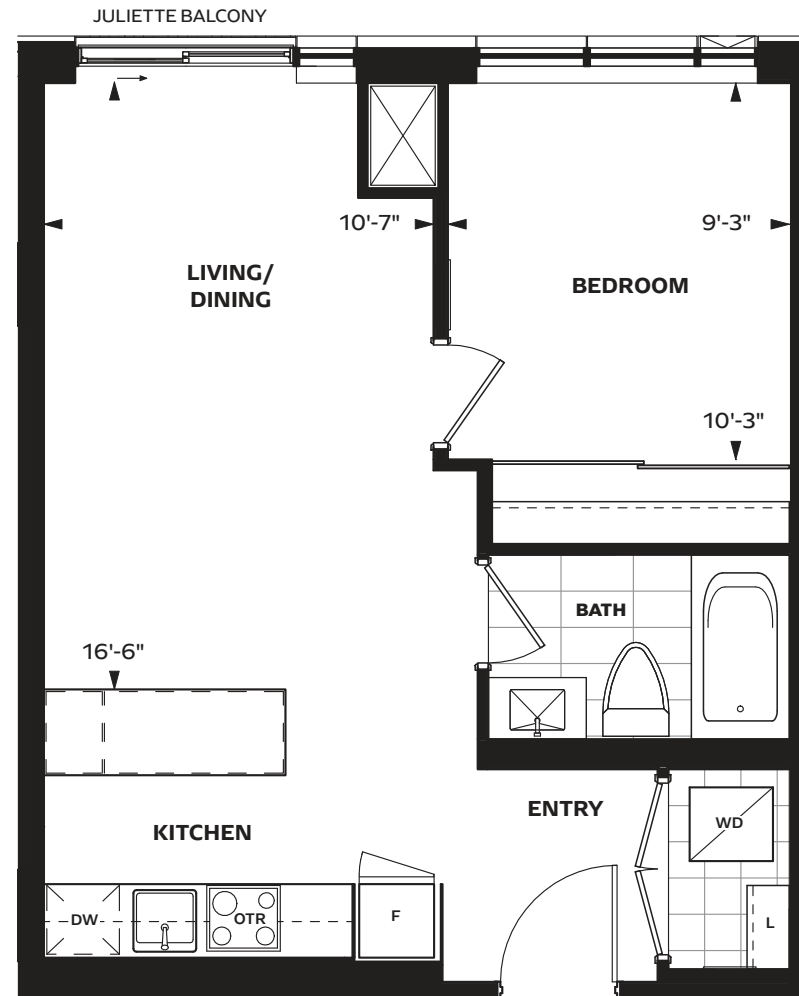 JULIETTE BALCONY
10'-7"
9'-3"
LIVING/
DINING
BEDROOM
10'-3"
BATH
16'-6"
ENTRY
KITCHEN
WD
DW
OTR
F
L